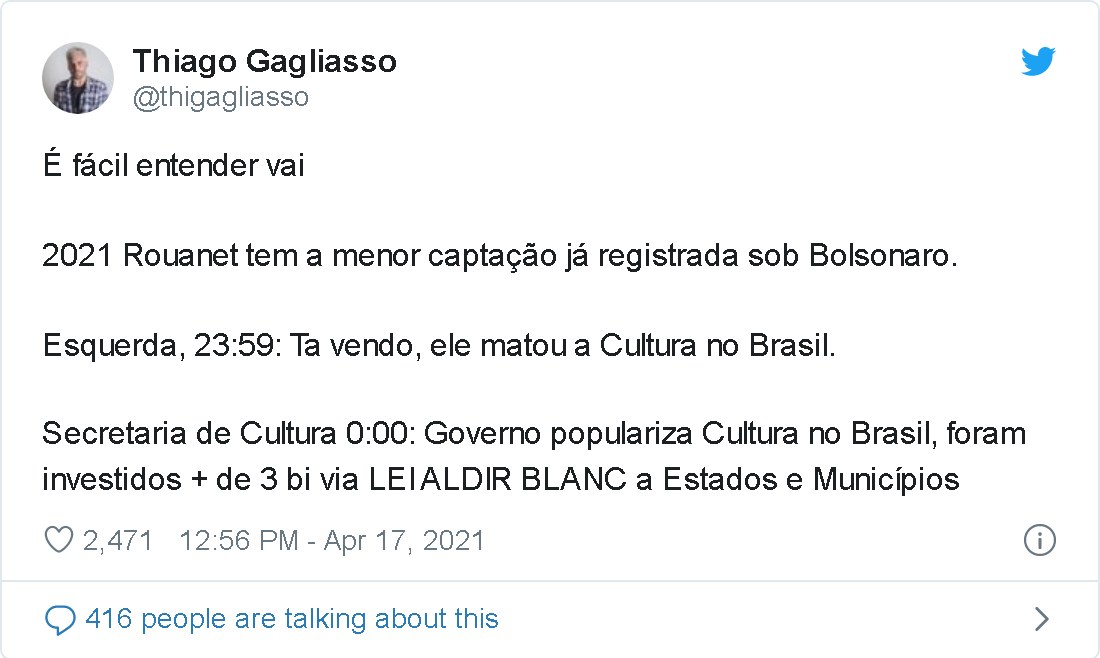 Thiago Gagliasso
@thigagliasso
É fácil entender vai
2021 Rouanet tem a menor captação já registrada sob Bolsonaro.
Esquerda, 23:59: Ta vendo, ele matou a Cultura no Brasil.
Secretaria de Cultura 0:00: Governo populariza Cultura no Brasil, foram
investidos + de 3 bi via LEI ALDIR BLANC a Estados e Municípios
2,471 12:56 PM - Apr 17, 2021
416 people are talking about this